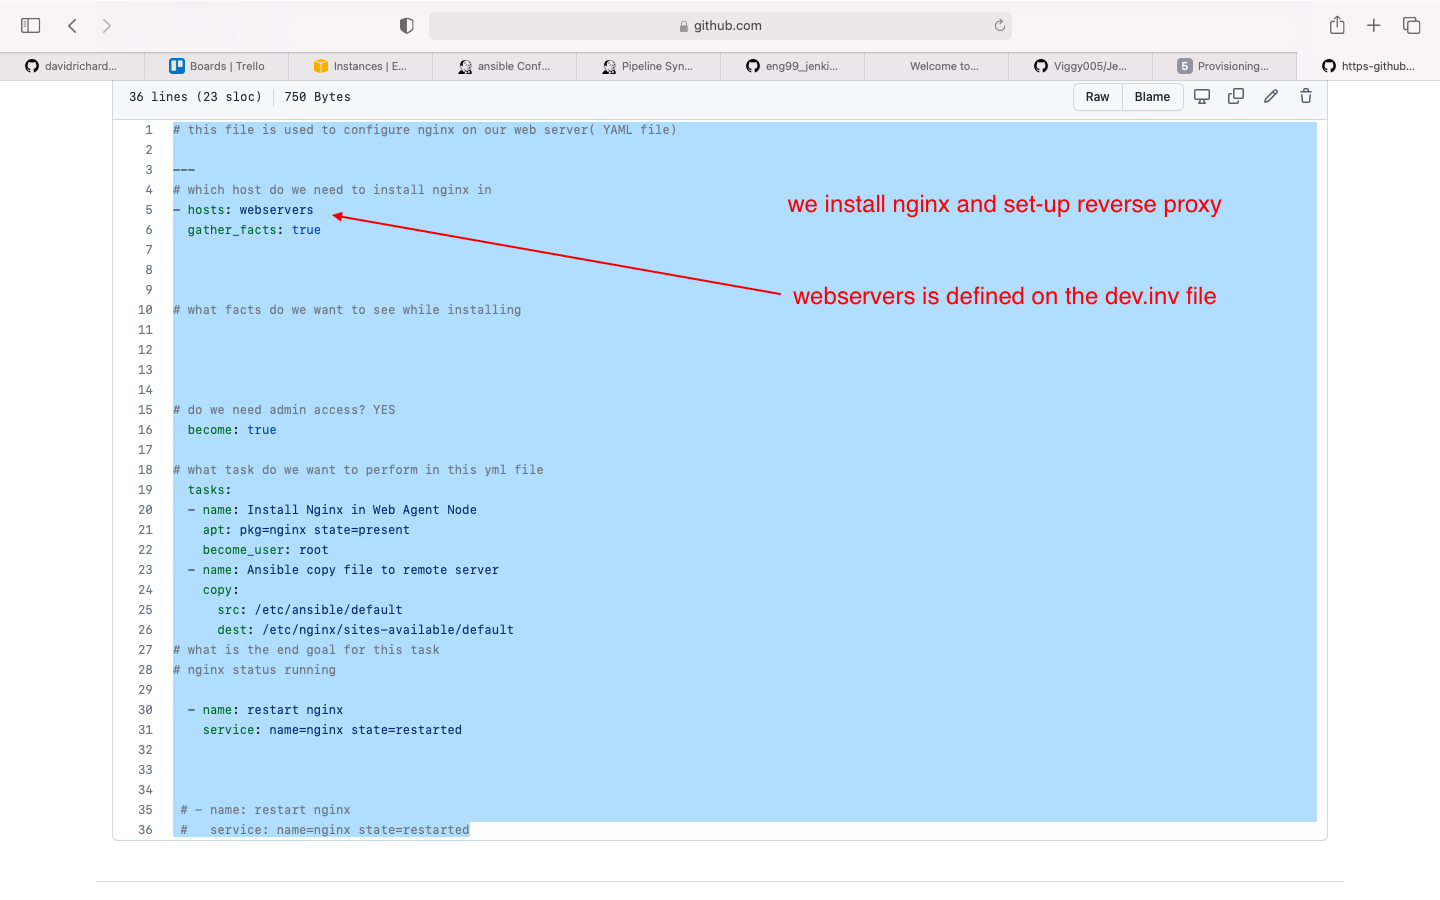 github.com
davidrichard...
Boards | Trello
Instances | E...
ansible Conf...
Pipeline Syn...
eng99_jenki...
Welcome to...
Viggy005/Je...
5 Provisioning...
https-github...
36 lines (23 sloc) 750 Bytes
Raw
Blame
1 # this file is used to configure nginx on our web server( YAML file)
2
3 ---
4 # which host do we need to install nginx in
5 - hosts: webservers
we install nginx and set-up reverse proxy
6 gather_facts: true
7
8
9
webservers is defined on the dev.inv file
10 # what facts do we want to see while installing
11
12
13
14
15 # do we need admin access? YES
16 become: true
17
18 # what task do we want to perform in this yml file
19 tasks:
20 - name: Install Nginx in Web Agent Node
21 apt: pkg=nginx state=present
22 become_user: root
23 - name: Ansible copy file to remote server
24 copy:
25 src: /etc/ansible/default
26 dest: /etc/nginx/sites-available/default
27 # what is the end goal for this task
28 # nginx status running
29
30 - name: restart nginx
31 service: name=nginx state=restarted
32
33
34
35 # - name: restart nginx
36 # service: name=nginx state=restarted